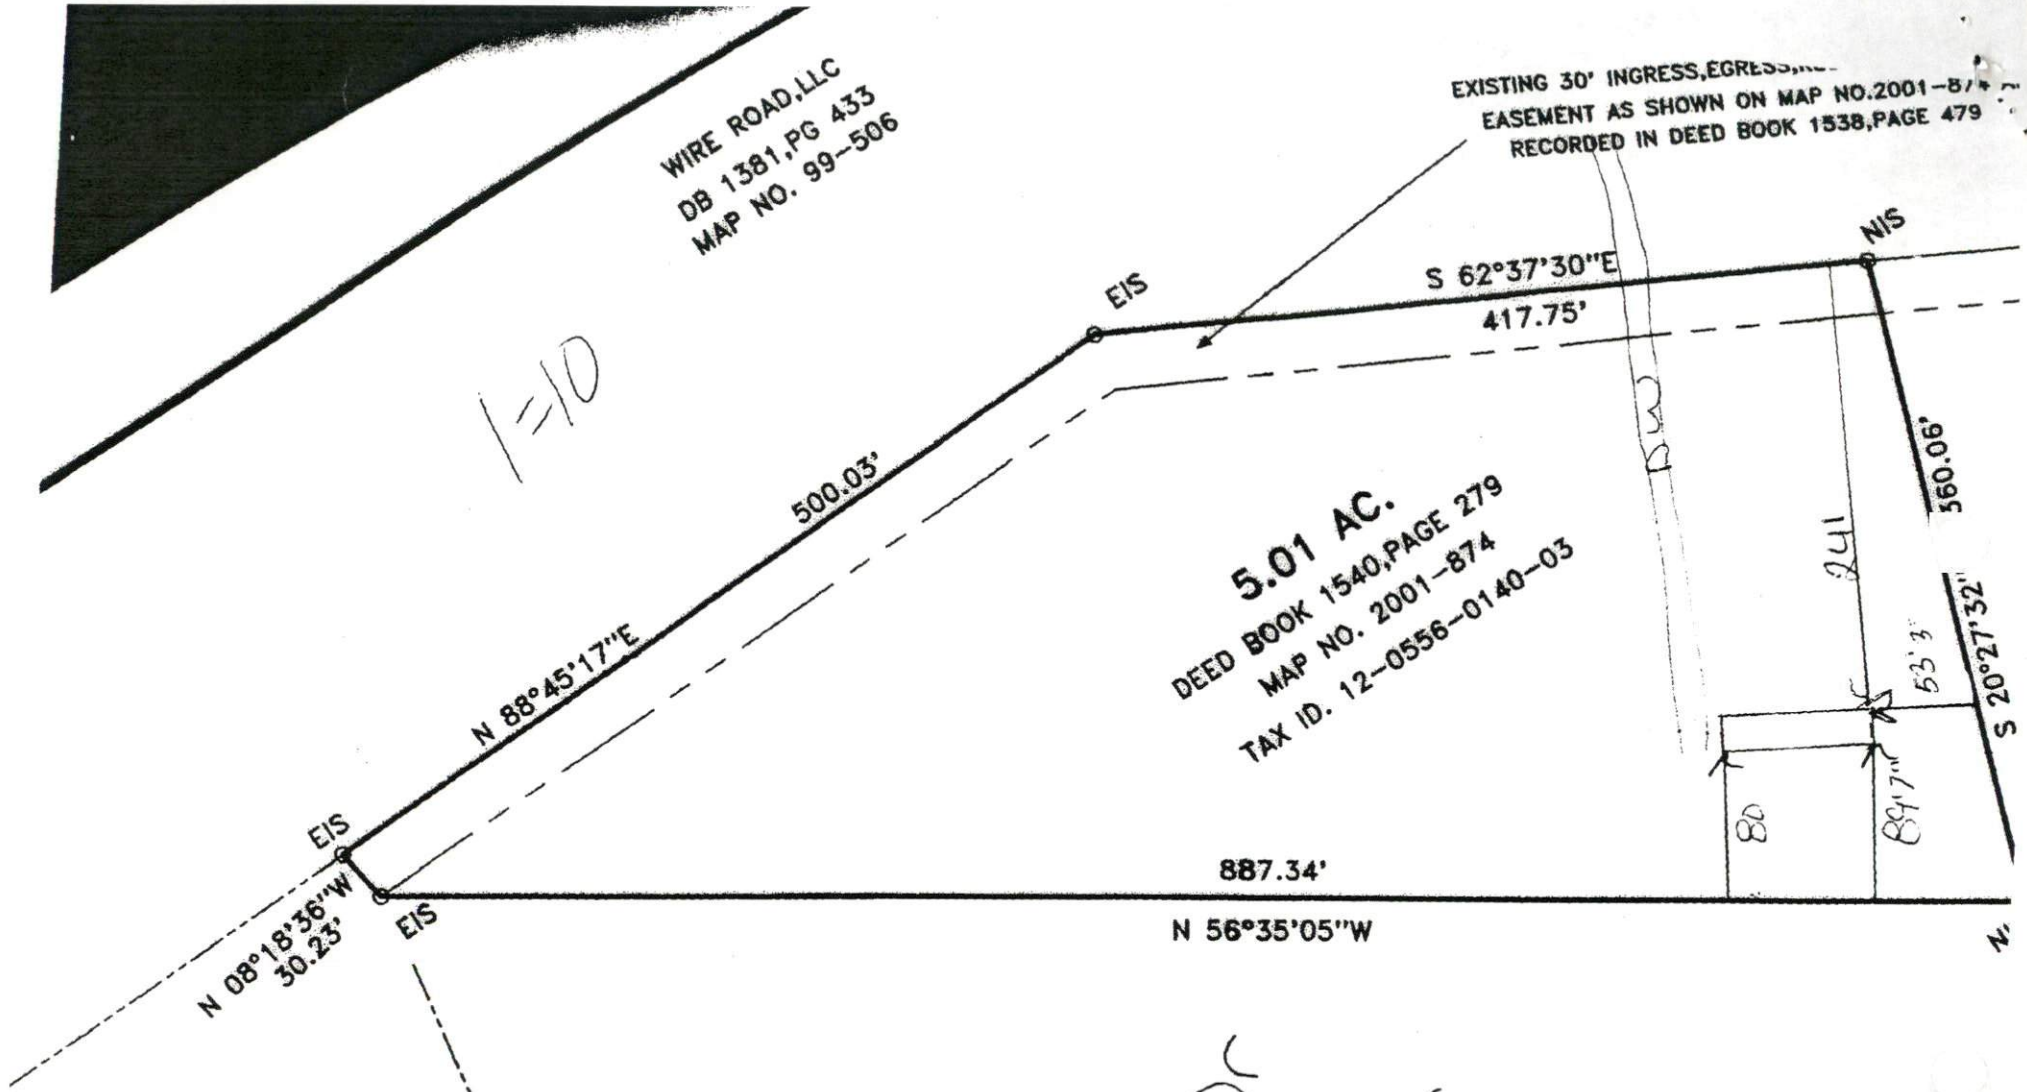 WIRE ROAD,LLC
DB 1381,PG 433
MAP NO. 99-506
EXISTING 30' INGRESS,EGRESS,
EASEMENT AS SHOWN ON MAP NO.2001-874
RECORDED IN DEED BOOK 1538,PAGE 479
NIS
EIS
S 62°37'30"E
417.75'
1=10
DW
500.03'
360.06'
241
5.01 AC.
DEED BOOK 1540,PAGE 279
MAP NO. 2001-874
TAX ID. 12-0556-0140-03
N 88°45'17"E
S 20°27'32"
53'3"
80
EIS
887.34'
N 08°18'36"W
30.23'
EIS
N 56°35'05"W